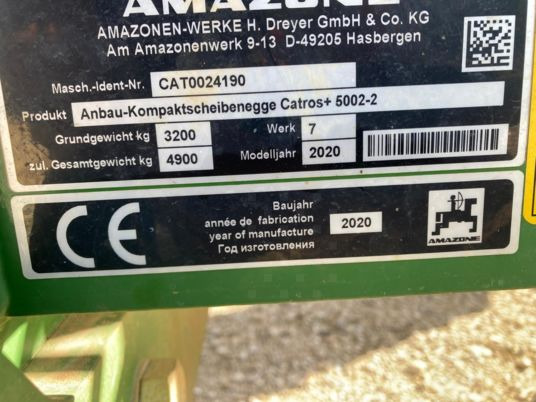 AMAZONE
AMAZONEN-WERKE H. Dreyer GmbH & Co. KG
Am Amazonenwerk 9-13 D-49205 Hasbergen
Masch.-Ident-Nr. CAT0024190
Produkt Anbau-Kompaktscheibenegge Catros+ 5002-2
Grundgewicht kg 3200 Werk 7
zul. Gesamtgewicht kg 4900 Modelljahr 2020
CE
Baujahr
année de fabrication
year of manufacture
Год изготовления
2020
AMAZONE